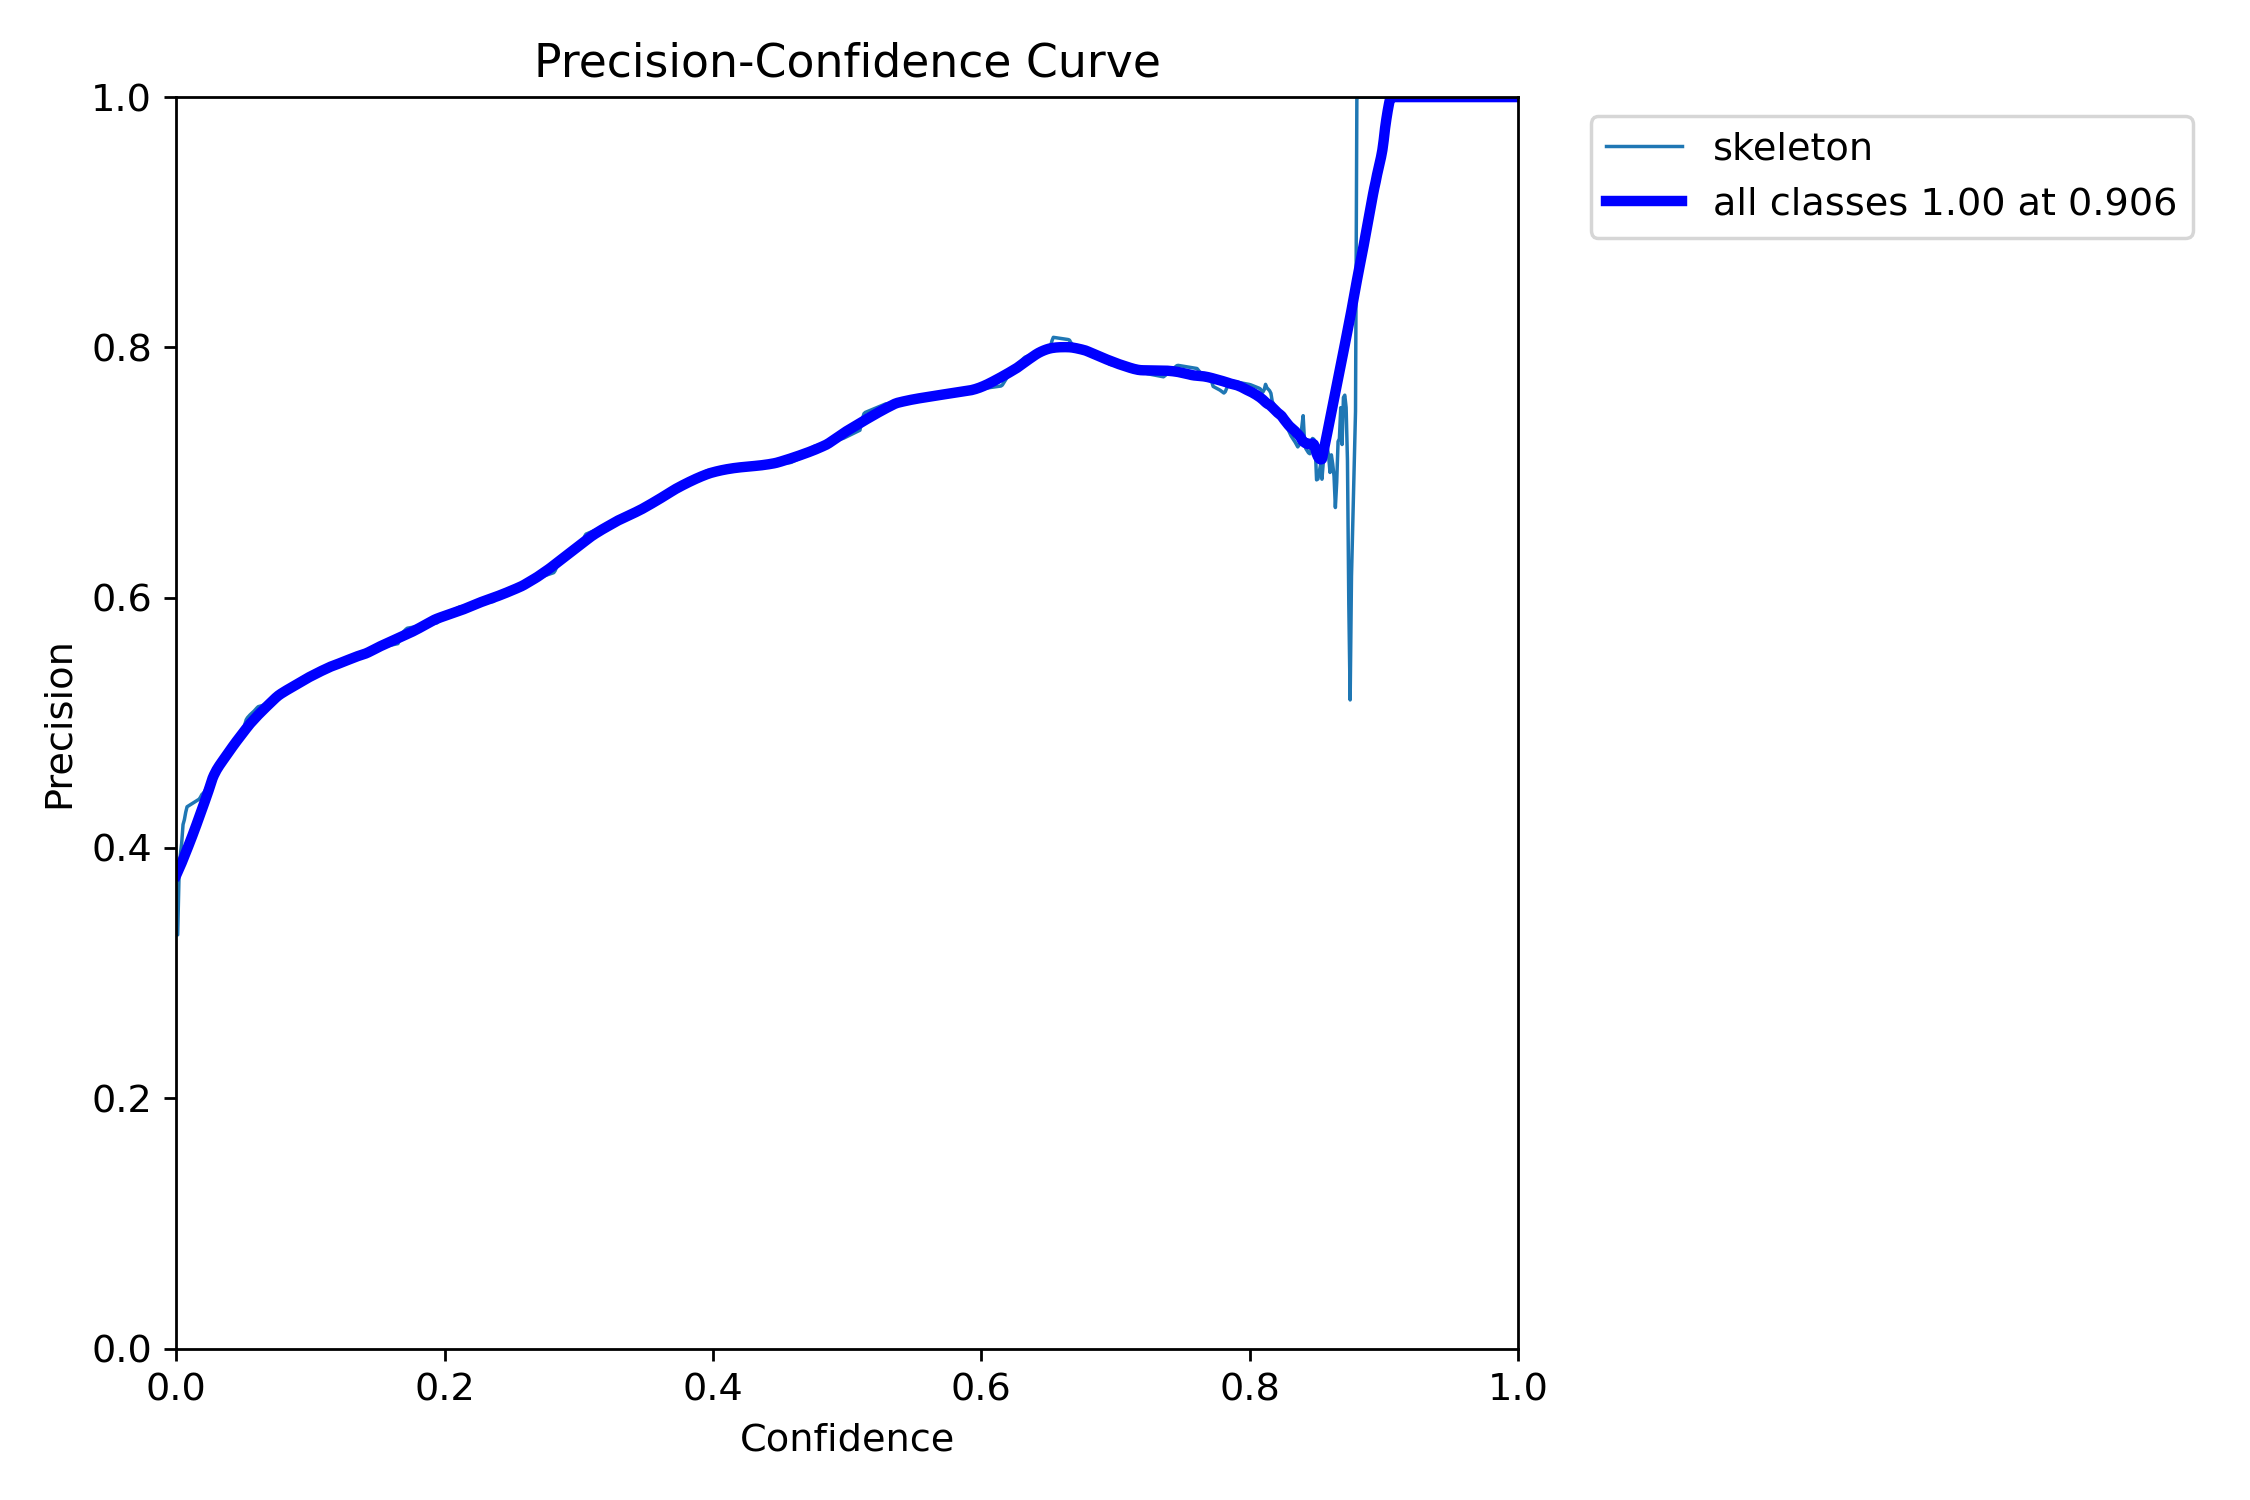 Precision-Confidence Curve
1.0
0.8
0.6
0.4
0.2
0.0
Precision
0.0 0.2 0.4 0.6 0.8 1.0
Confidence
skeleton
all classes 1.00 at 0.906